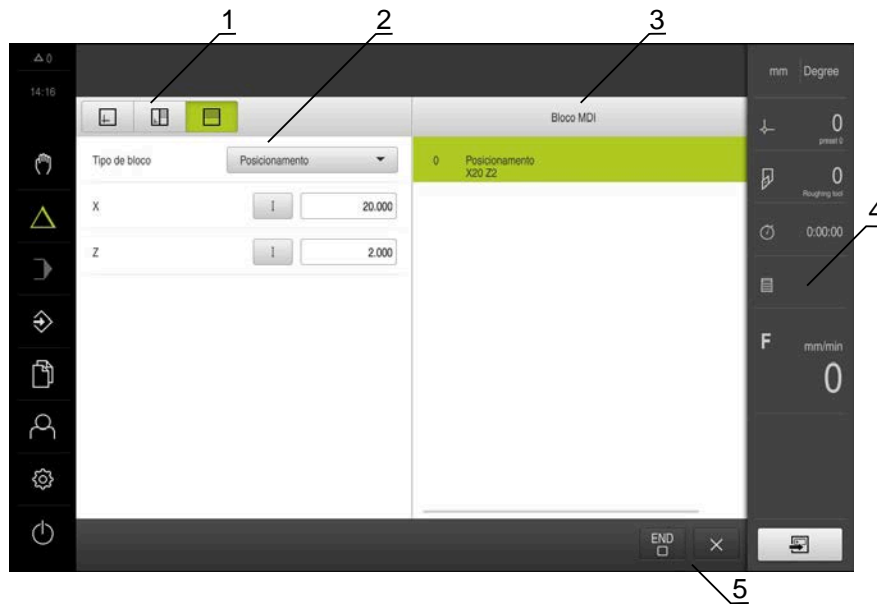 1
2
3
0
14:16
Bloco MDI
mm Degree
Tipo de bloco Posicionamento
0 Posicionamento
X20 Z2
X I 20.000
Z I 2.000
0
preset 0
0
Roughing tool
4
0:00:00
F mm/min
0
END
5